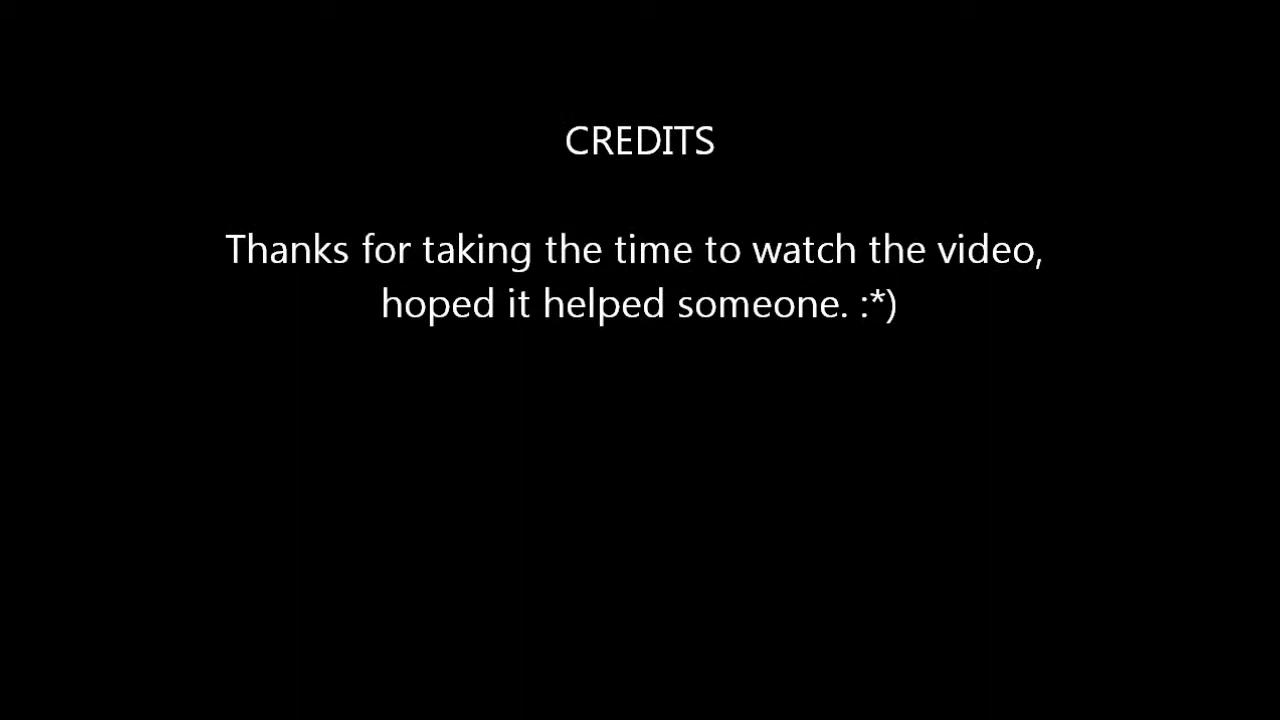 CREDITS
Thanks for taking the time to watch the video,
hoped it helped someone. :*)